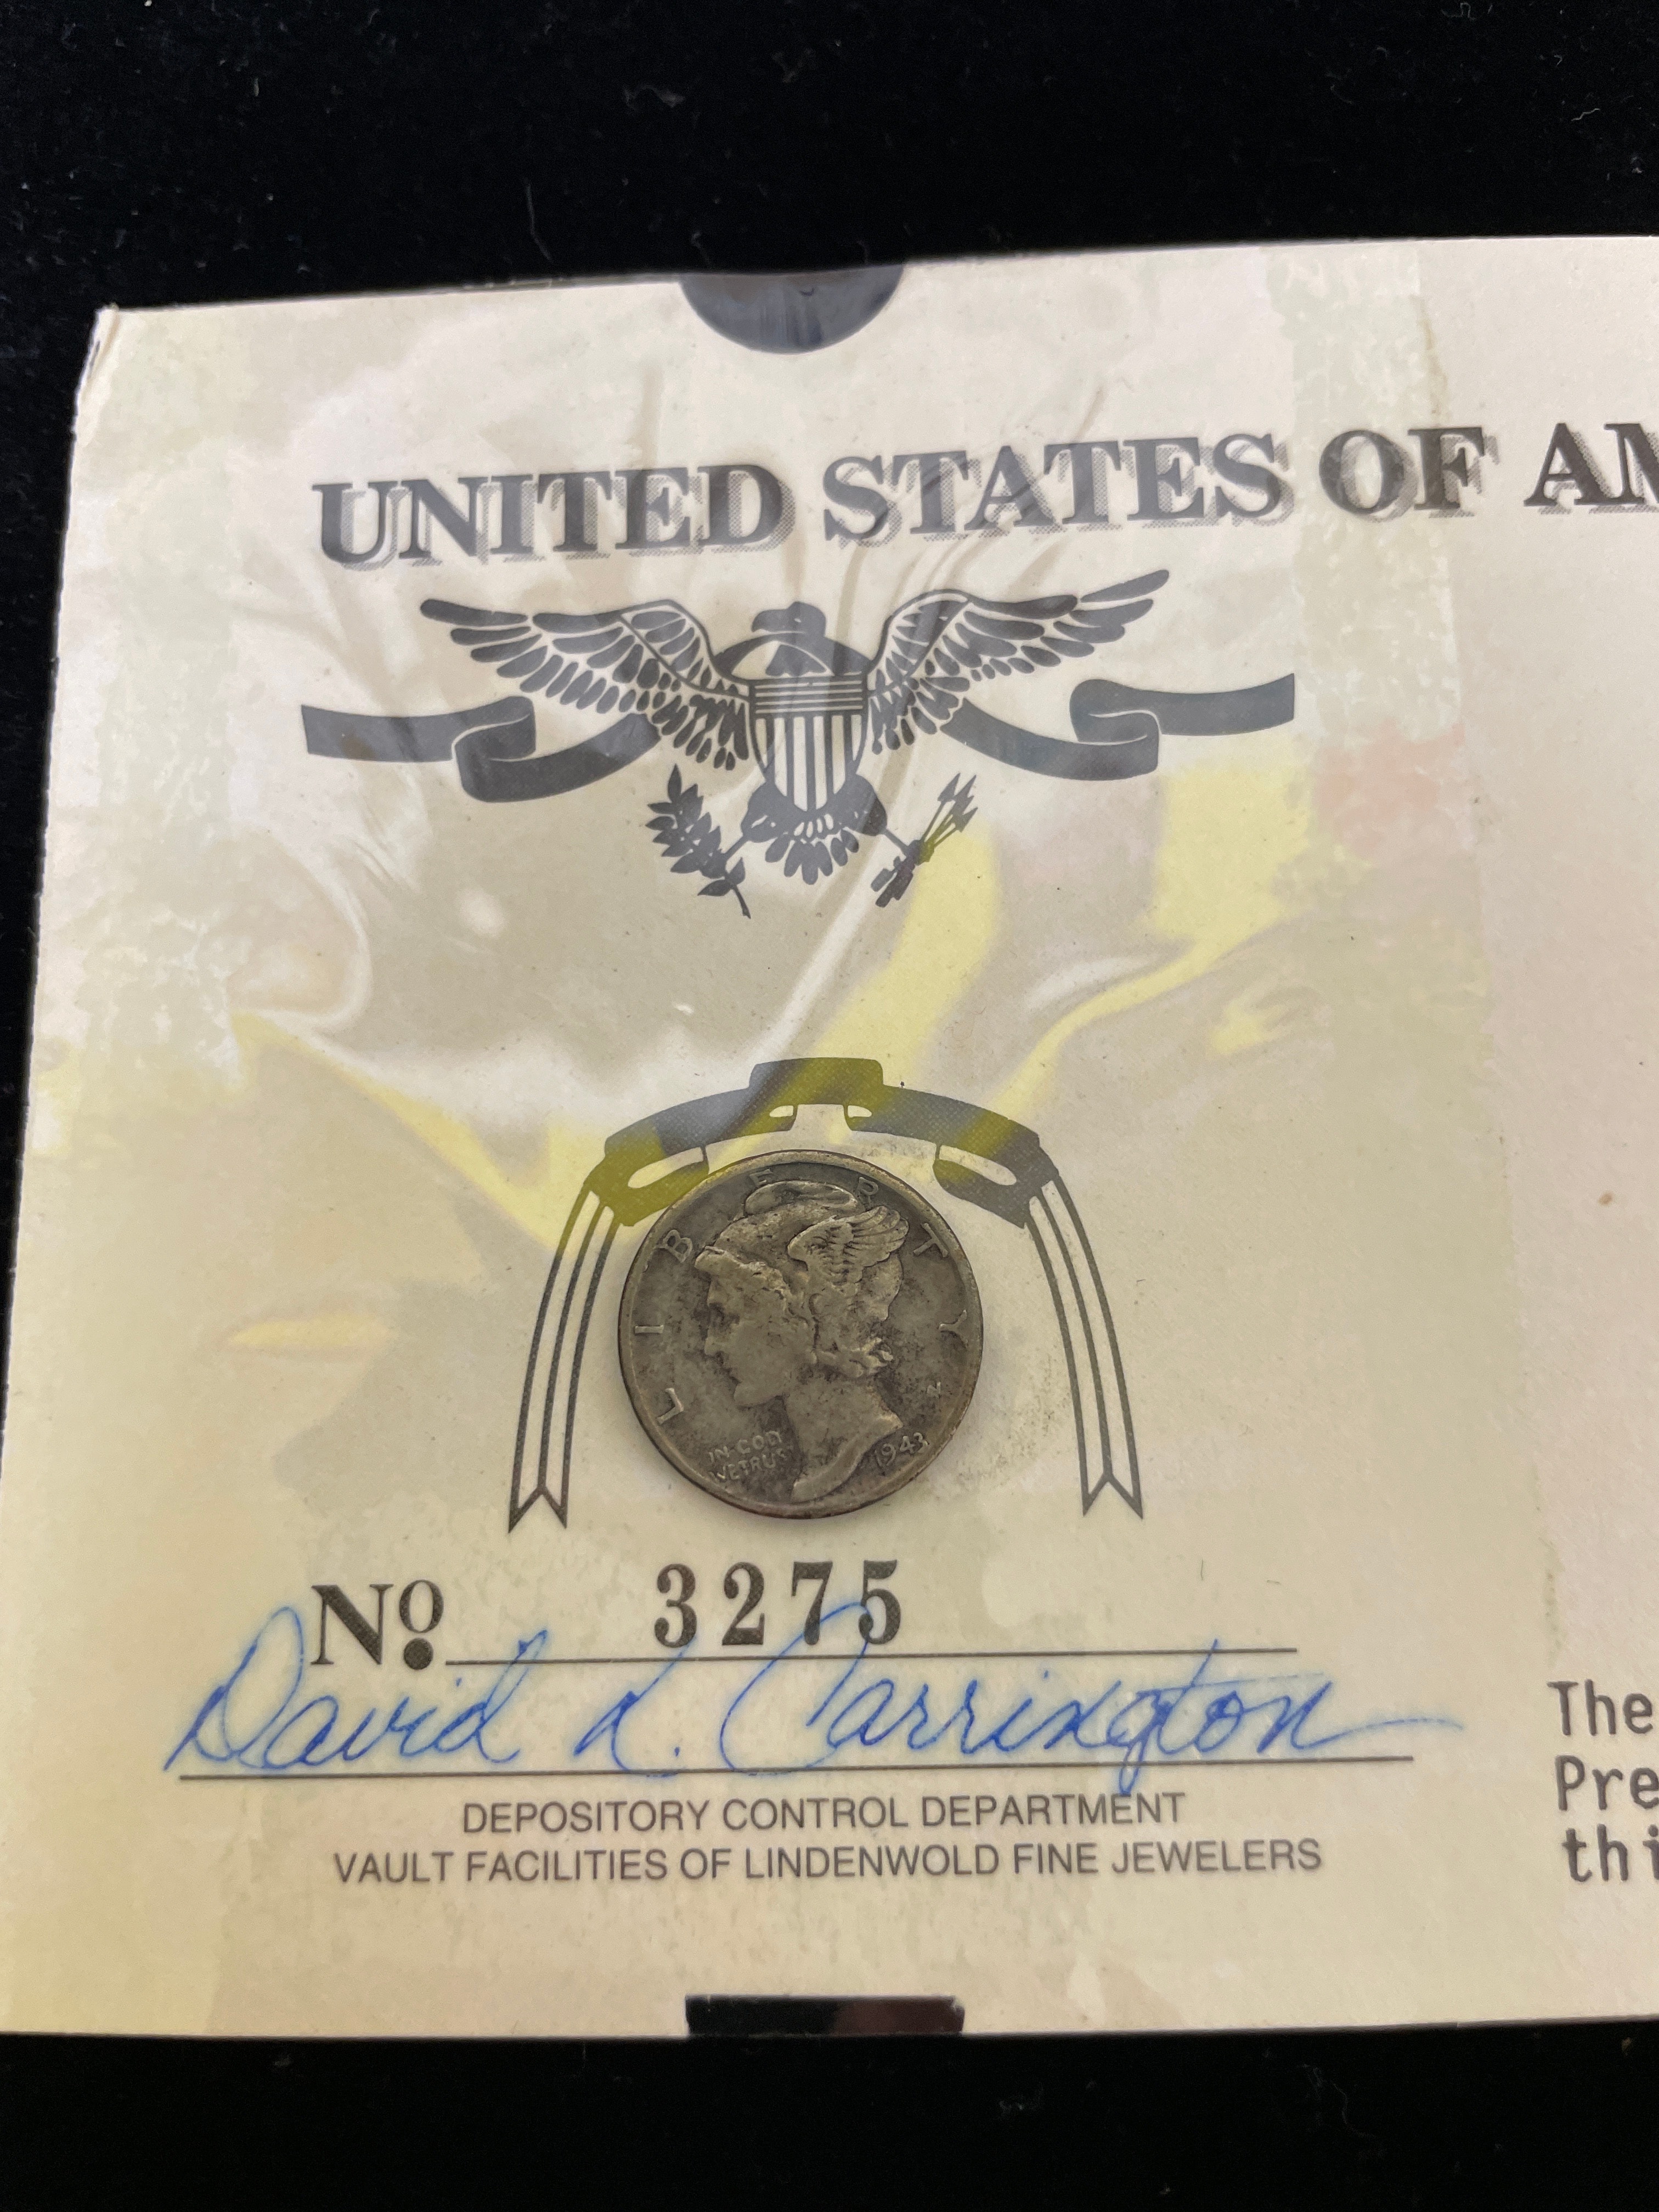 UNITED STATES OF AM
LIBERTY
IN GOD
WE TRUST
1943
No 3275
David L. Carrington
DEPOSITORY CONTROL DEPARTMENT
VAULT FACILITIES OF LINDENWOLD FINE JEWELERS
The
Pre
thi